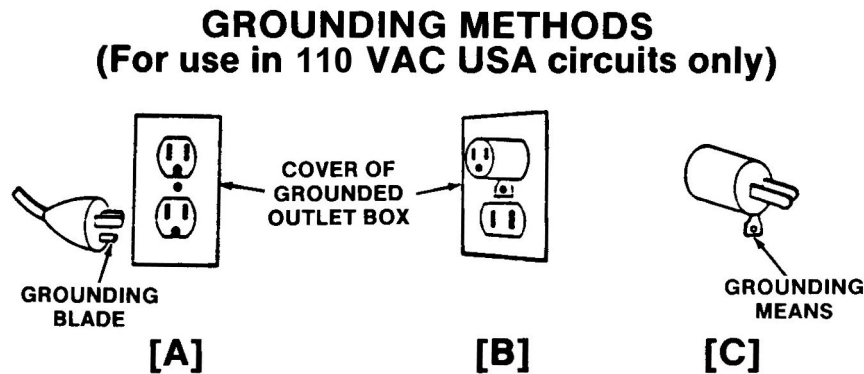 GROUNDING METHODS
(For use in 110 VAC USA circuits only)
COVER OF
GROUNDED
OUTLET BOX
GROUNDING
BLADE
GROUNDING
MEANS
[A]
[B]
[C]